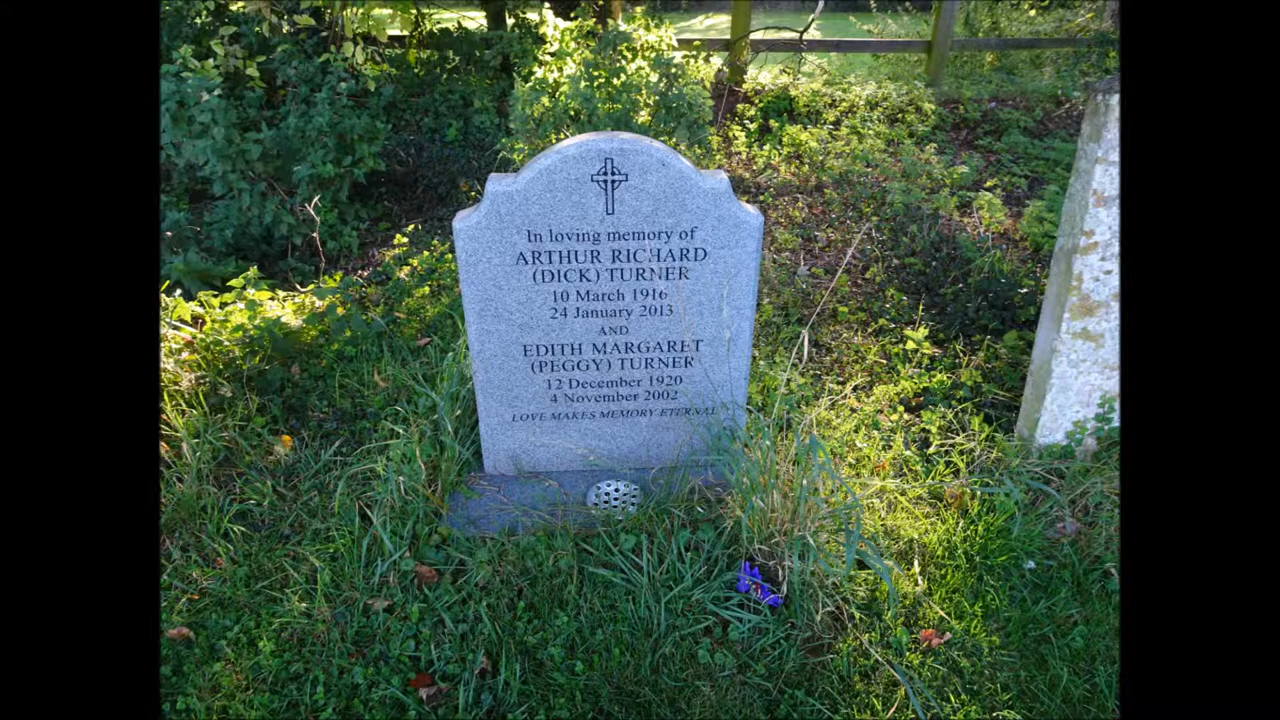 In loving memory of
ARTHUR RICHARD
(DICK) TURNER
10 March 1916
24 January 2013
AND
EDITH MARGARET
(PEGGY) TURNER
12 December 1920
4 November 2002
LOVE MAKES MEMORY ETERNAL